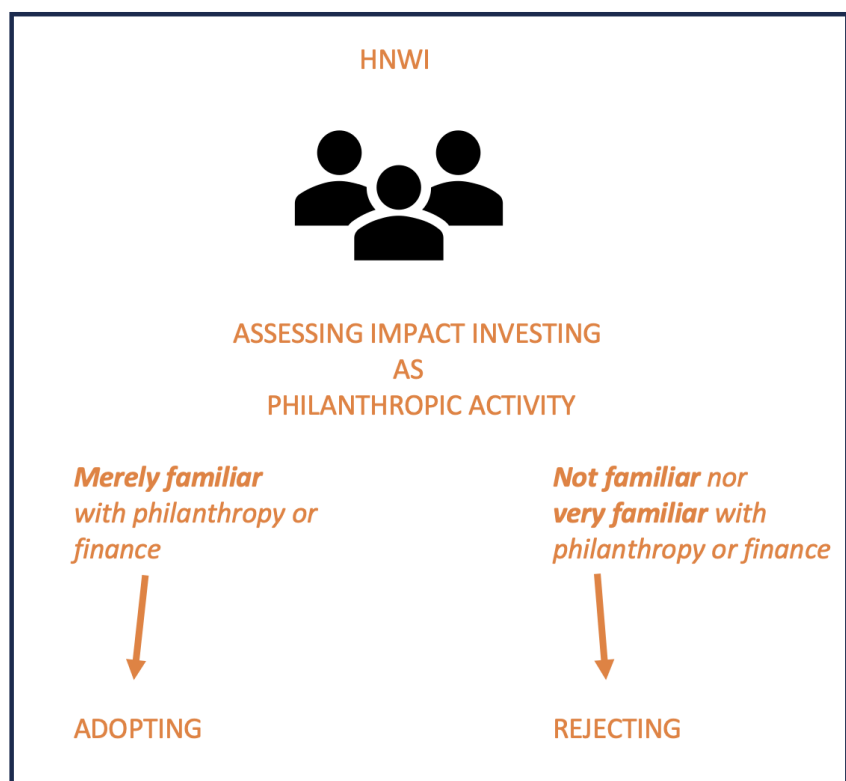 HNWI
ASSESSING IMPACT INVESTING
AS
PHILANTHROPIC ACTIVITY
Merely familiar
with philanthropy or
finance
Not familiar nor
very familiar with
philanthropy or finance
ADOPTING
REJECTING